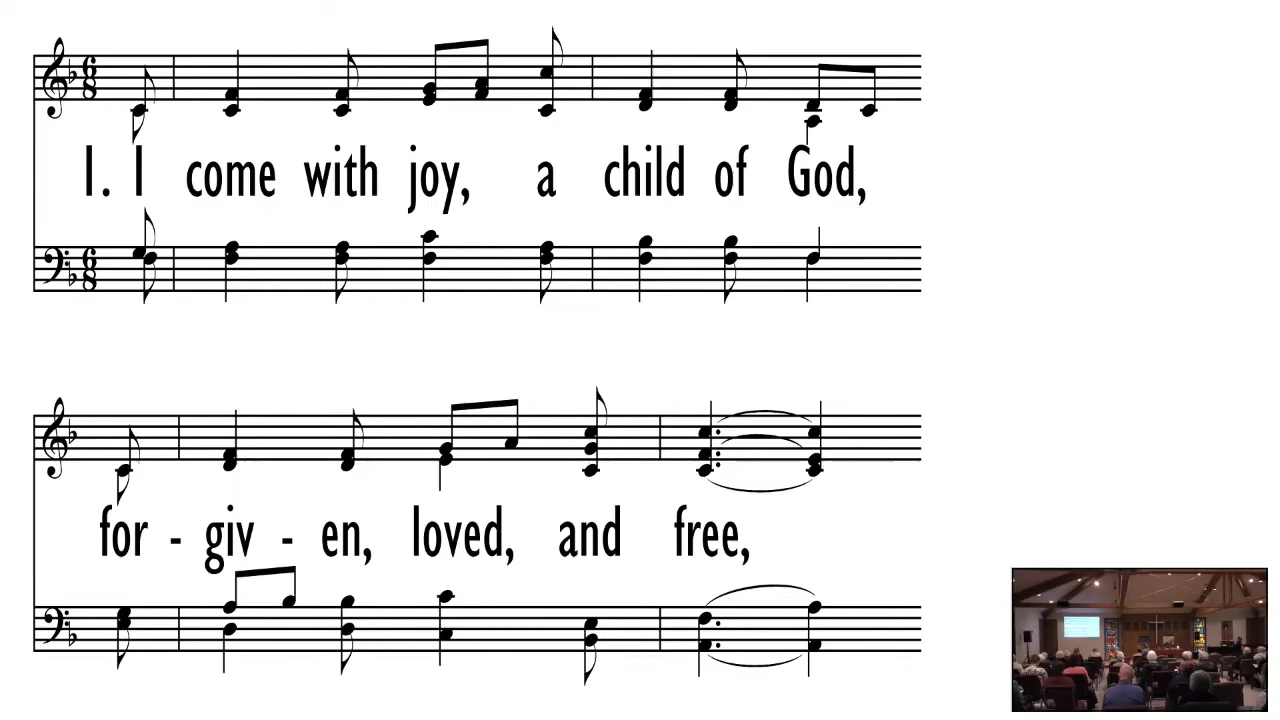 1. I come with joy, a child of God,
for - giv - en, loved, and free,